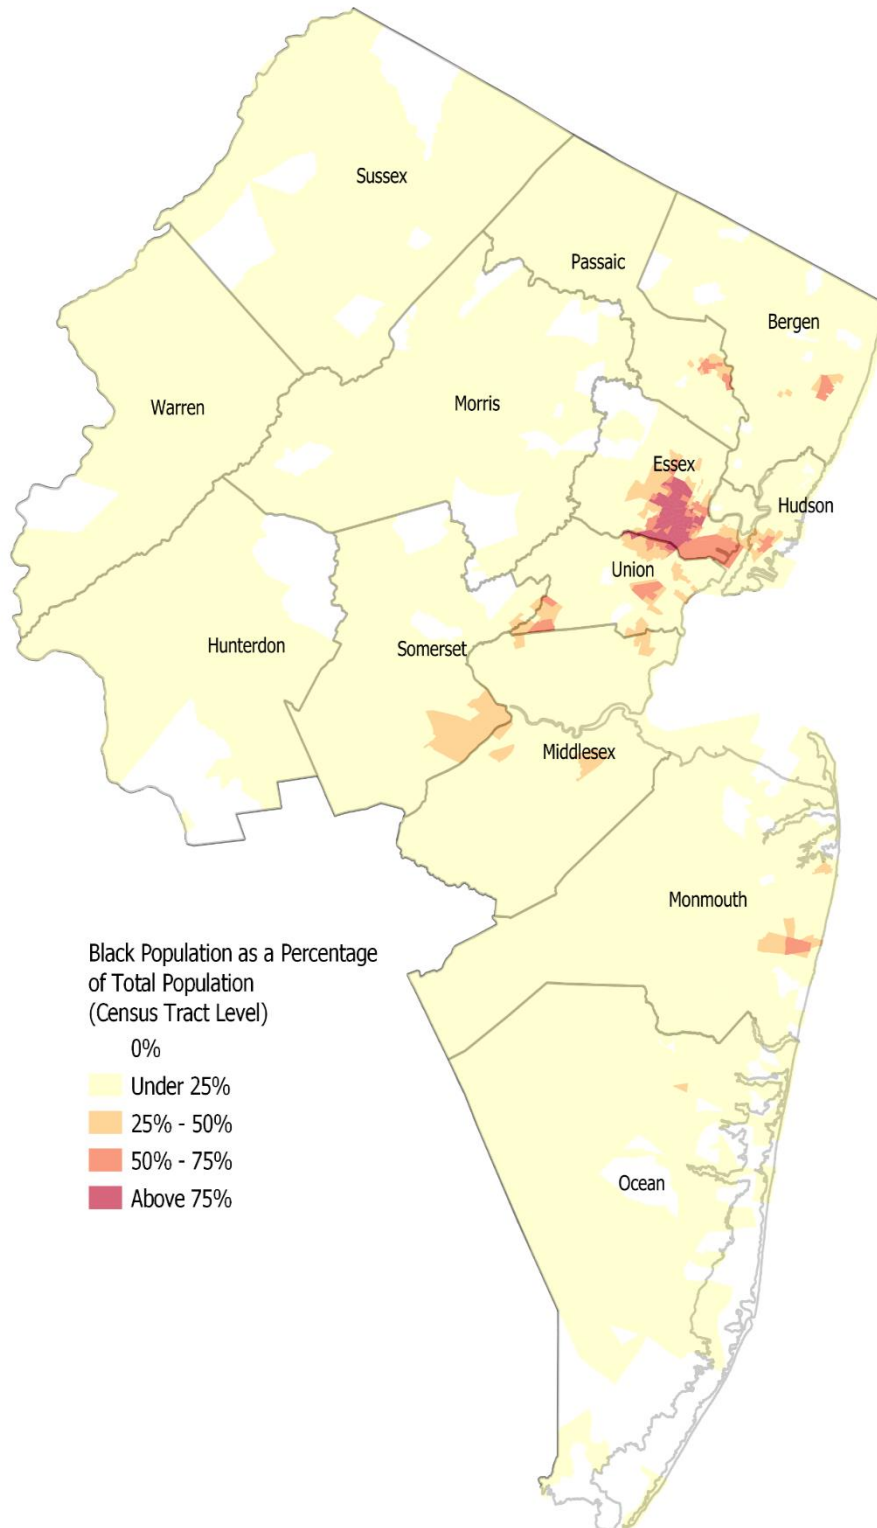 Sussex
Passaic
Bergen
Warren
Morris
Essex
Hudson
Union
Hunterdon
Somerset
Middlesex
Monmouth
Black Population as a Percentage
of Total Population
(Census Tract Level)
0%
Under 25%
25% - 50%
50% - 75%
Above 75%
Ocean